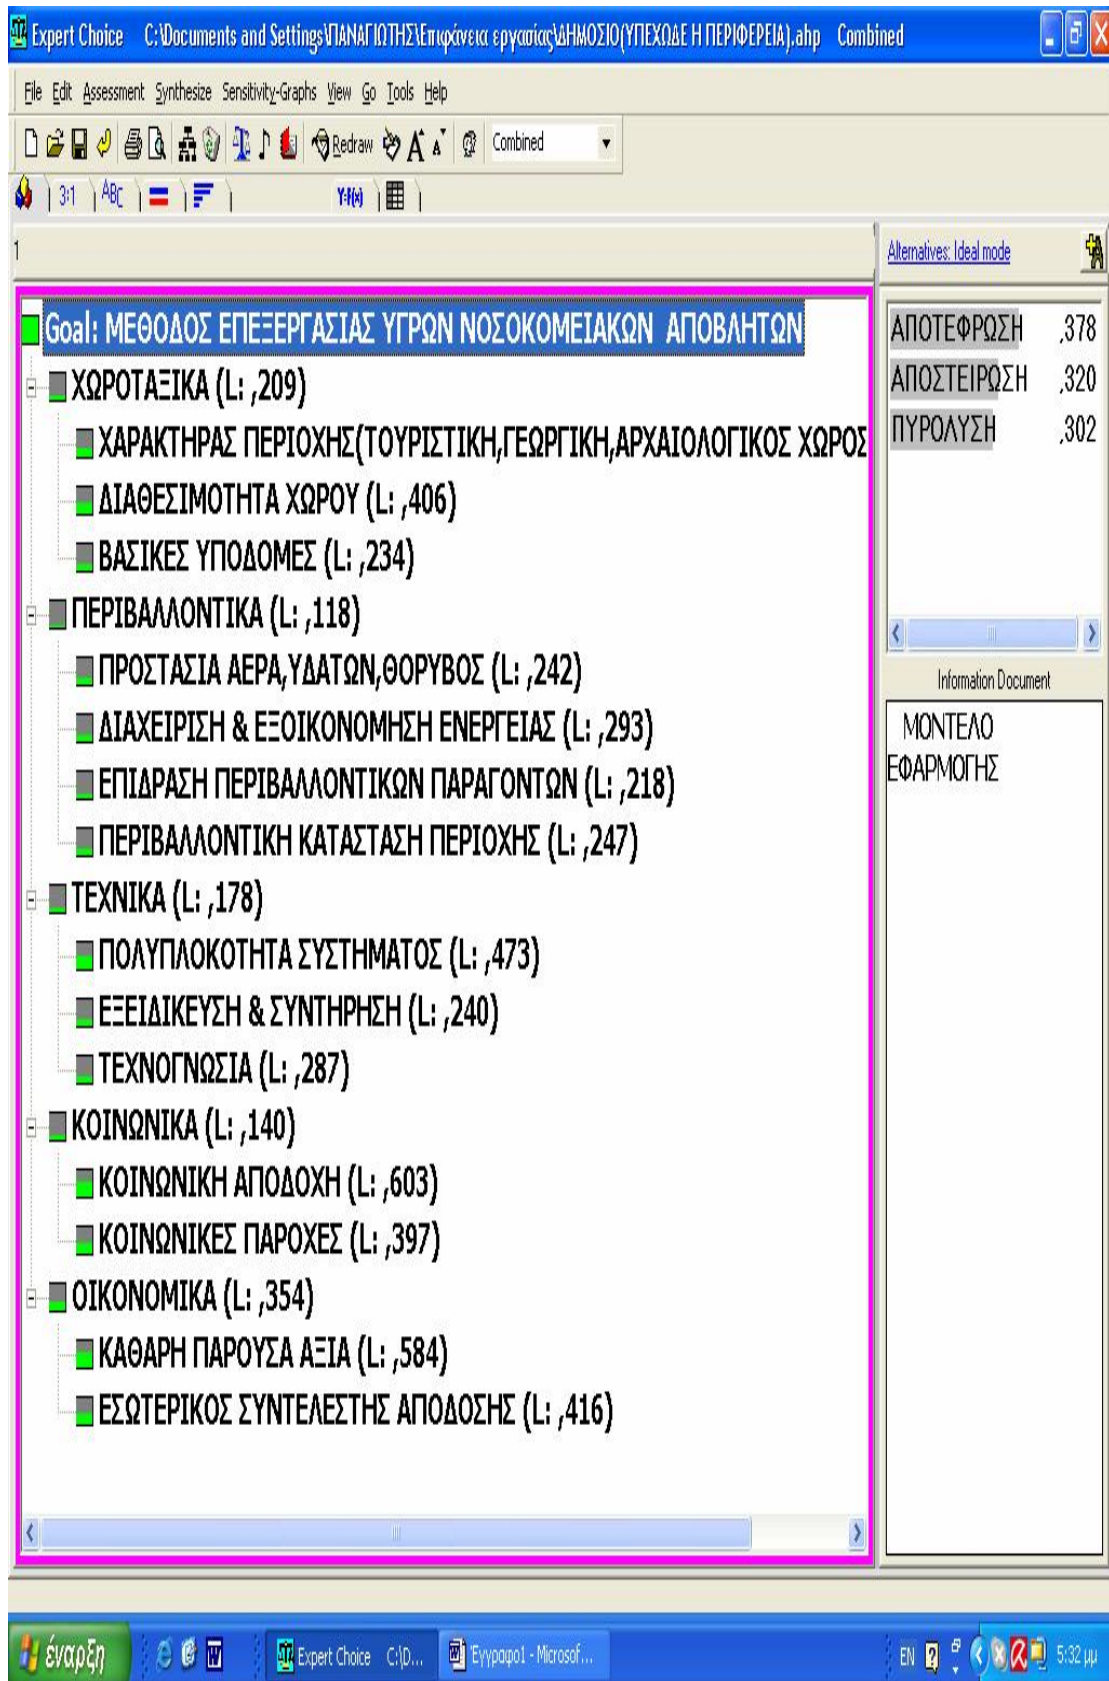 Expert Choice C:\Documents and Settings\ΠΑΝΑΓΙΩΤΗΣ\Επιφάνεια εργασίας\ΔΗΜΟΣΙΟ(ΥΠΕΧΩΔΕ Η ΠΕΡΙΦΕΡΕΙΑ).ahp Combined
File Edit Assessment Synthesize Sensitivity-Graphs View Go Tools Help
Redraw A A Combined
3:1 ABC Y=F(x)
1
Alternatives: Ideal mode
Goal: ΜΕΘΟΔΟΣ ΕΠΕΞΕΡΓΑΣΙΑΣ ΥΓΡΩΝ ΝΟΣΟΚΟΜΕΙΑΚΩΝ ΑΠΟΒΛΗΤΩΝ
ΧΩΡΟΤΑΞΙΚΑ (L: ,209)
ΧΑΡΑΚΤΗΡΑΣ ΠΕΡΙΟΧΗΣ(ΤΟΥΡΙΣΤΙΚΗ,ΓΕΩΡΓΙΚΗ,ΑΡΧΑΙΟΛΟΓΙΚΟΣ ΧΩΡΟΣ
ΔΙΑΘΕΣΙΜΟΤΗΤΑ ΧΩΡΟΥ (L: ,406)
ΒΑΣΙΚΕΣ ΥΠΟΔΟΜΕΣ (L: ,234)
ΠΕΡΙΒΑΛΛΟΝΤΙΚΑ (L: ,118)
ΠΡΟΣΤΑΣΙΑ ΑΕΡΑ,ΥΔΑΤΩΝ,ΘΟΡΥΒΟΣ (L: ,242)
ΔΙΑΧΕΙΡΙΣΗ & ΕΞΟΙΚΟΝΟΜΗΣΗ ΕΝΕΡΓΕΙΑΣ (L: ,293)
ΕΠΙΔΡΑΣΗ ΠΕΡΙΒΑΛΛΟΝΤΙΚΩΝ ΠΑΡΑΓΟΝΤΩΝ (L: ,218)
ΠΕΡΙΒΑΛΛΟΝΤΙΚΗ ΚΑΤΑΣΤΑΣΗ ΠΕΡΙΟΧΗΣ (L: ,247)
ΤΕΧΝΙΚΑ (L: ,178)
ΠΟΛΥΠΛΟΚΟΤΗΤΑ ΣΥΣΤΗΜΑΤΟΣ (L: ,473)
ΕΞΕΙΔΙΚΕΥΣΗ & ΣΥΝΤΗΡΗΣΗ (L: ,240)
ΤΕΧΝΟΓΝΩΣΙΑ (L: ,287)
ΚΟΙΝΩΝΙΚΑ (L: ,140)
ΚΟΙΝΩΝΙΚΗ ΑΠΟΔΟΧΗ (L: ,603)
ΚΟΙΝΩΝΙΚΕΣ ΠΑΡΟΧΕΣ (L: ,397)
ΟΙΚΟΝΟΜΙΚΑ (L: ,354)
ΚΑΘΑΡΗ ΠΑΡΟΥΣΑ ΑΞΙΑ (L: ,584)
ΕΣΩΤΕΡΙΚΟΣ ΣΥΝΤΕΛΕΣΤΗΣ ΑΠΟΔΟΣΗΣ (L: ,416)
ΑΠΟΤΕΦΡΩΣΗ ,378
ΑΠΟΣΤΕΙΡΩΣΗ ,320
ΠΥΡΟΛΥΣΗ ,302
Information Document
ΜΟΝΤΕΛΟ
ΕΦΑΡΜΟΓΗΣ
έναρξη Expert Choice C:\D... Έγγραφο1 - Microsof... EN 5:32 μμ